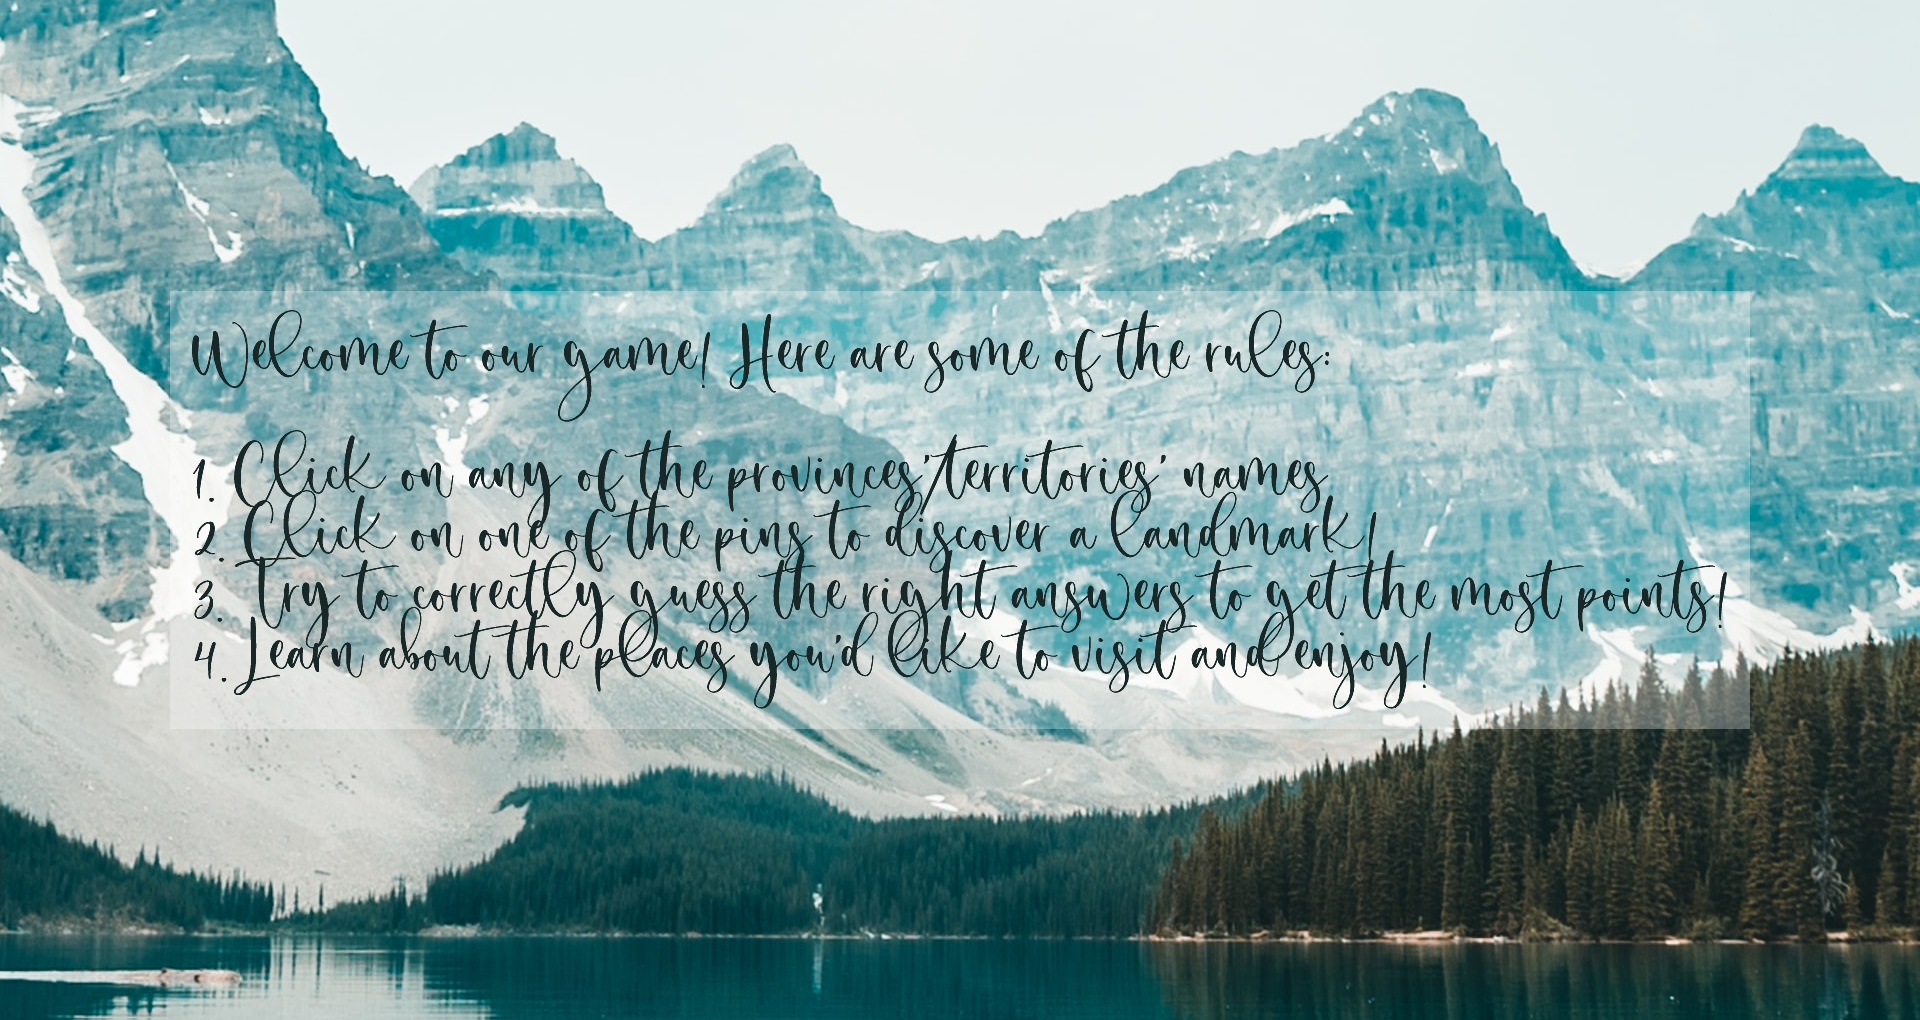 Welcome to our game! Here are some of the rules:
1. Click on any of the provinces'/territories' names
2. Click on one of the pins to discover a landmark!
3. Try to correctly guess the right answers to get the most points!
4. Learn about the places you'd like to visit and enjoy!